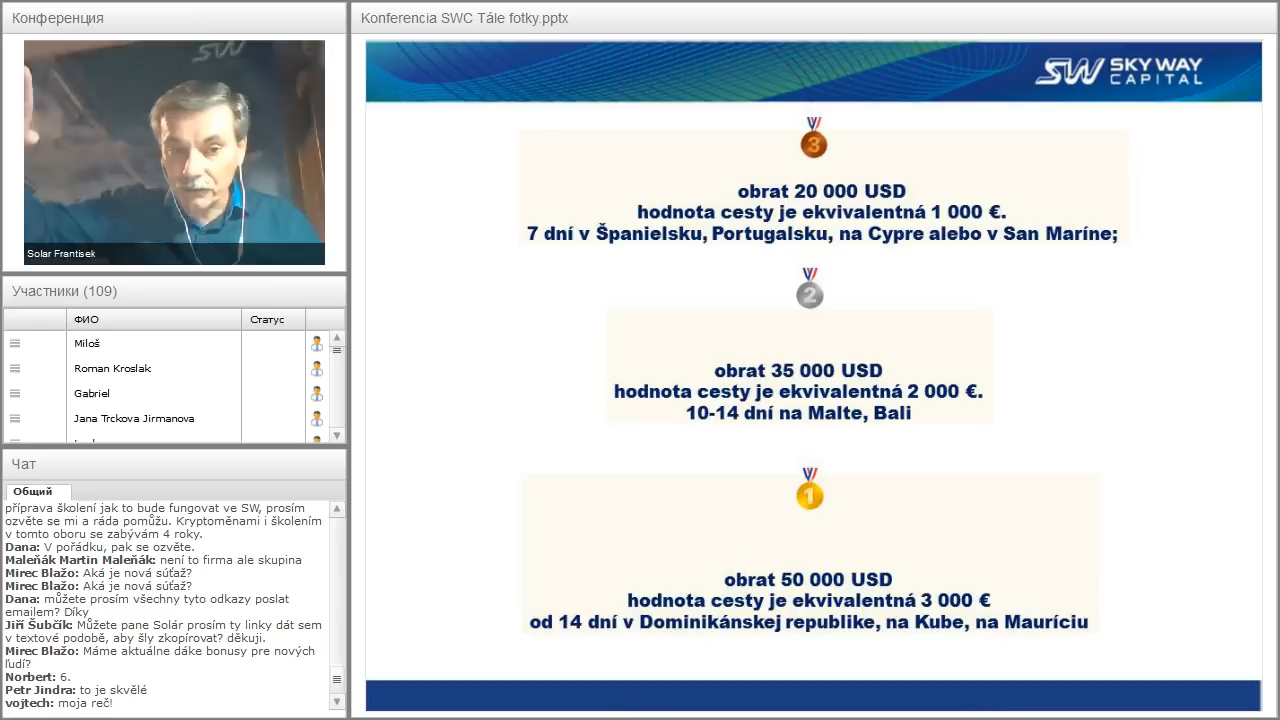 Конференция
SW
Solar Frantisek
Участники (105)
ФИО
Статус
Miloš
Roman Kroslak
Gabriel
Jana Trckova Jirmanova
Чат
Общий
příprava školení jak to bude fungovat ve SW, prosím
ozvěte se mi a rád pomůžu. Kryptoměnami i školením
v tomto oboru se zabývám 4 roky.
Dana: V pořádku, pak se ozvěte.
Maleňák Martin Maleňák: není to firma ale skupina
Mirec Blažo: Aká je nová súťaž?
Mirec Blažo: Aká je nová súťaž?
Dana: můžete prosím všechny tyto odkazy poslat
emailem? Díky
Jiří Šubčík: Můžete pane Solár prosím ty linky dát sem
v textové podobě, aby šly zkopírovat? děkuji.
Mirec Blažo: Máme aktuálne dáke bonusy pre nových
ľudí?
Norbert: 6.
Petr Jindra: to je skvělé
vojtech: moja reč!
Konferencia SWC Tále fotky.pptx
SW SKY WAY
CAPITAL
3
obrat 20 000 USD
hodnota cesty je ekvivalentná 1 000 €.
7 dní v Španielsku, Portugalsku, na Cypre alebo v San Maríne;
2
obrat 35 000 USD
hodnota cesty je ekvivalentná 2 000 €.
10-14 dní na Malte, Bali
1
obrat 50 000 USD
hodnota cesty je ekvivalentná 3 000 €
od 14 dní v Dominikánskej republike, na Kube, na Mauríciu